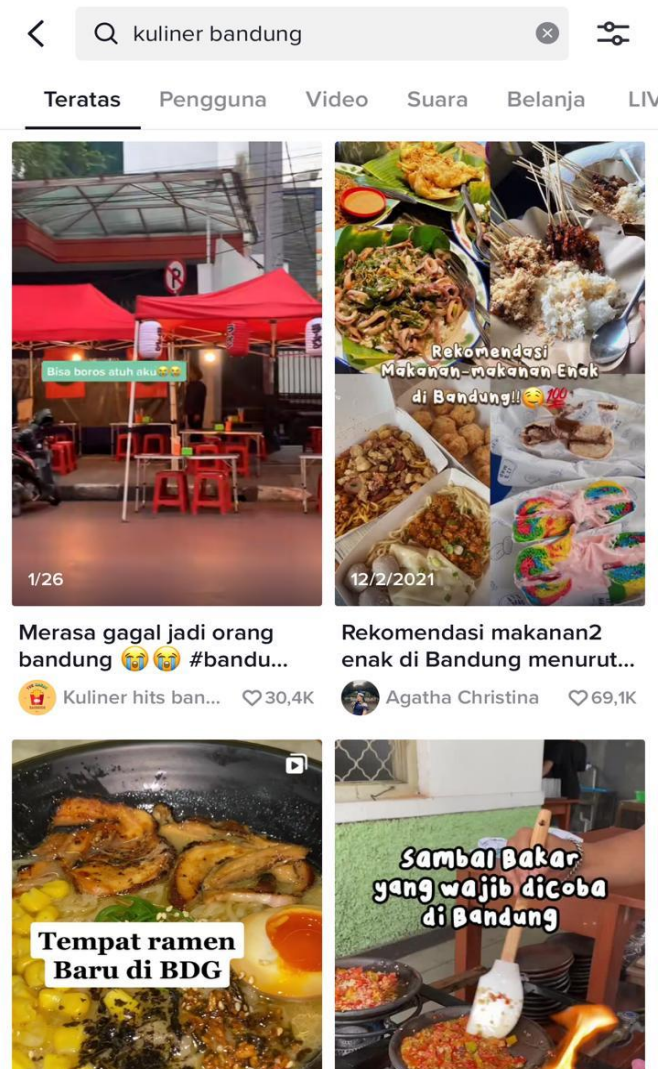 kuliner bandung
Teratas Pengguna Video Suara Belanja LIV
Bisa boros atuh aku😭😭
1/26
Rekomendasi
Makanan-makanan Enak
di Bandung!!🤤💯
12/2/2021
Merasa gagal jadi orang
bandung 😭😭 #bandu...
Kuliner hits ban... 30,4K
Rekomendasi makanan2
enak di Bandung menurut...
Agatha Christina 69,1K
Tempat ramen
Baru di BDG
Sambal Bakar
yang wajib dicoba
di Bandung